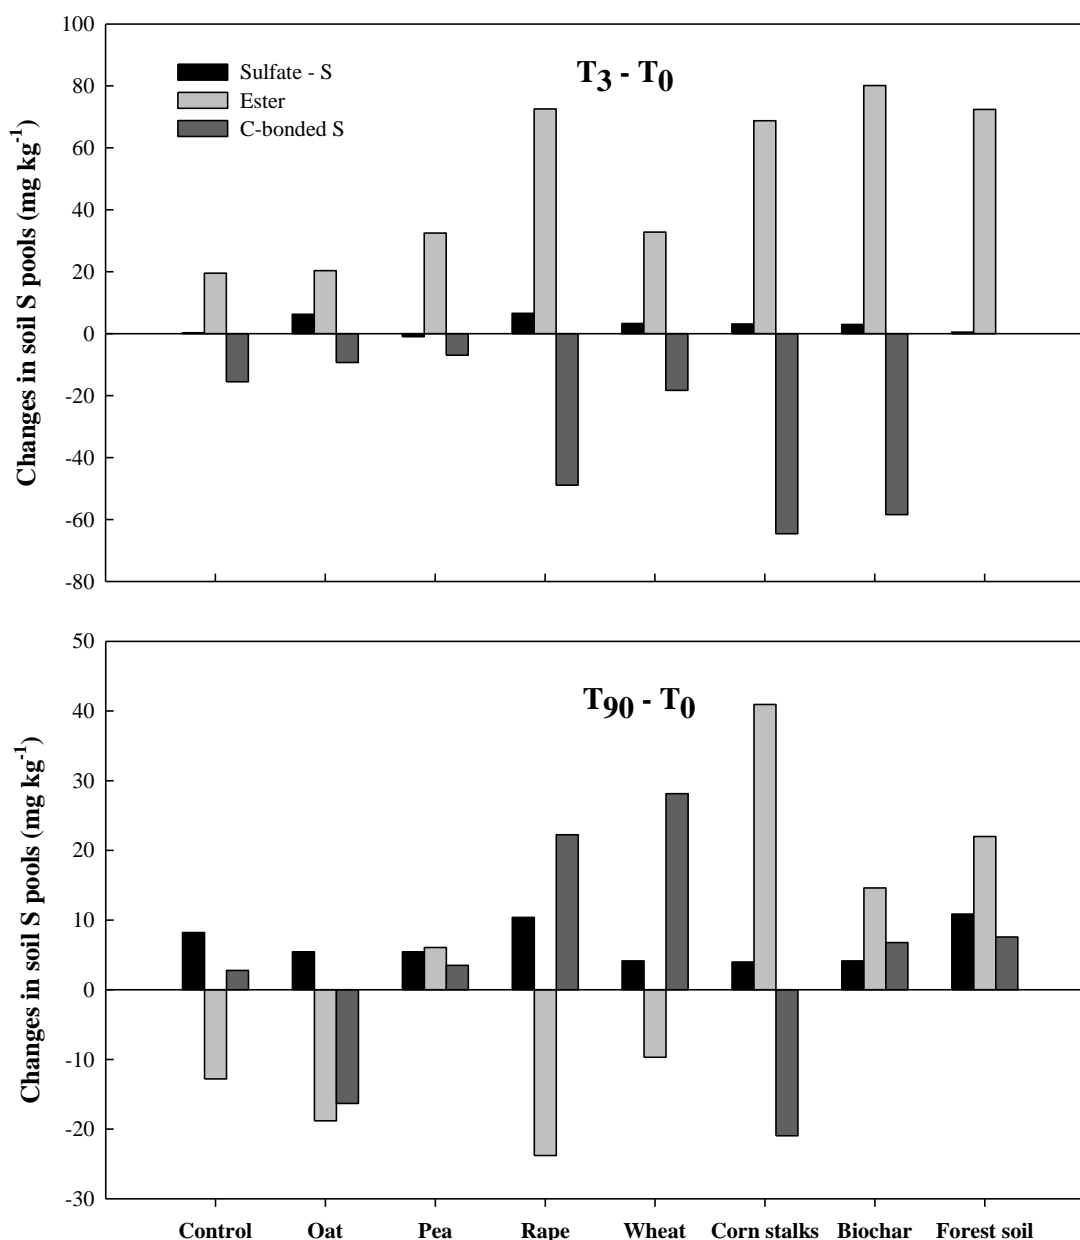 T3 - T0
Sulfate - S
Ester
C-bonded S
Changes in soil S pools (mg kg-1)
100
80
60
40
20
0
-20
-40
-60
-80
T90 - T0
Changes in soil S pools (mg kg-1)
50
40
30
20
10
0
-10
-20
-30
Control Oat Pea Rape Wheat Corn stalks Biochar Forest soil